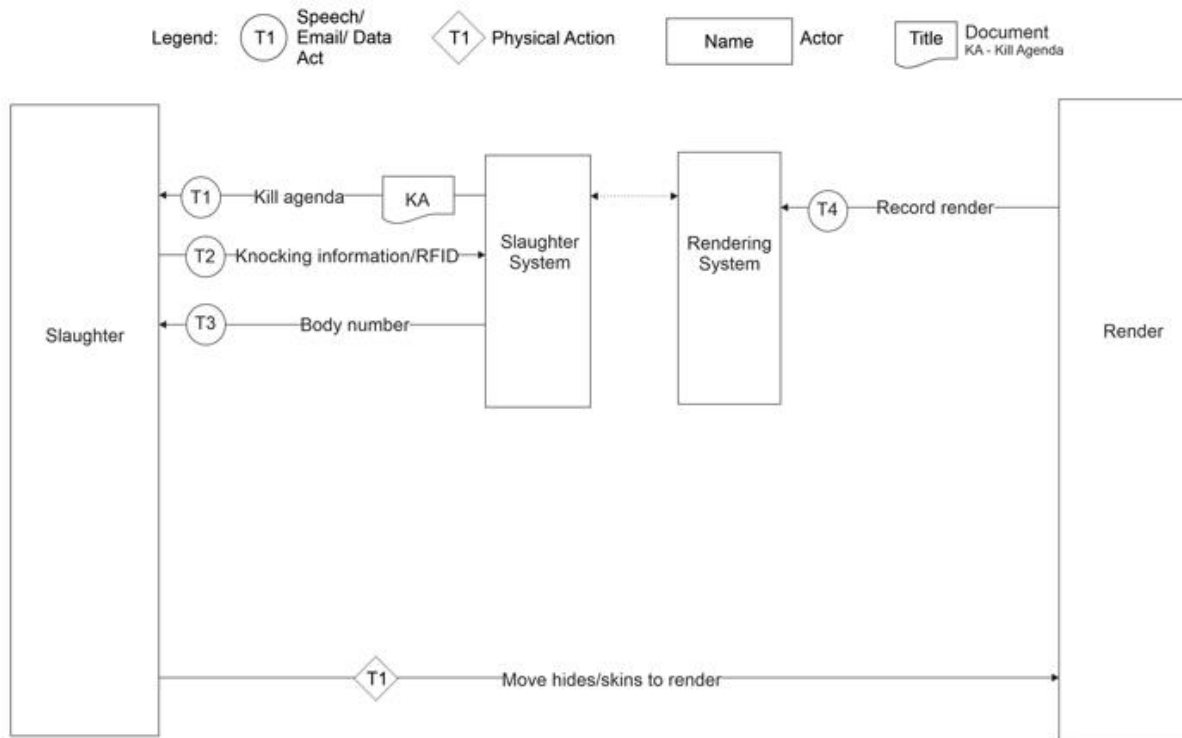 Legend:
T1
Speech/
Email/ Data
Act
T1
Physical Action
Name
Actor
Title
Document
KA - Kill Agenda
Slaughter
T1
Kill agenda
KA
T2
Knocking information/RFID
T3
Body number
Slaughter
System
Rendering
System
T4
Record render
Render
T1
Move hides/skins to render